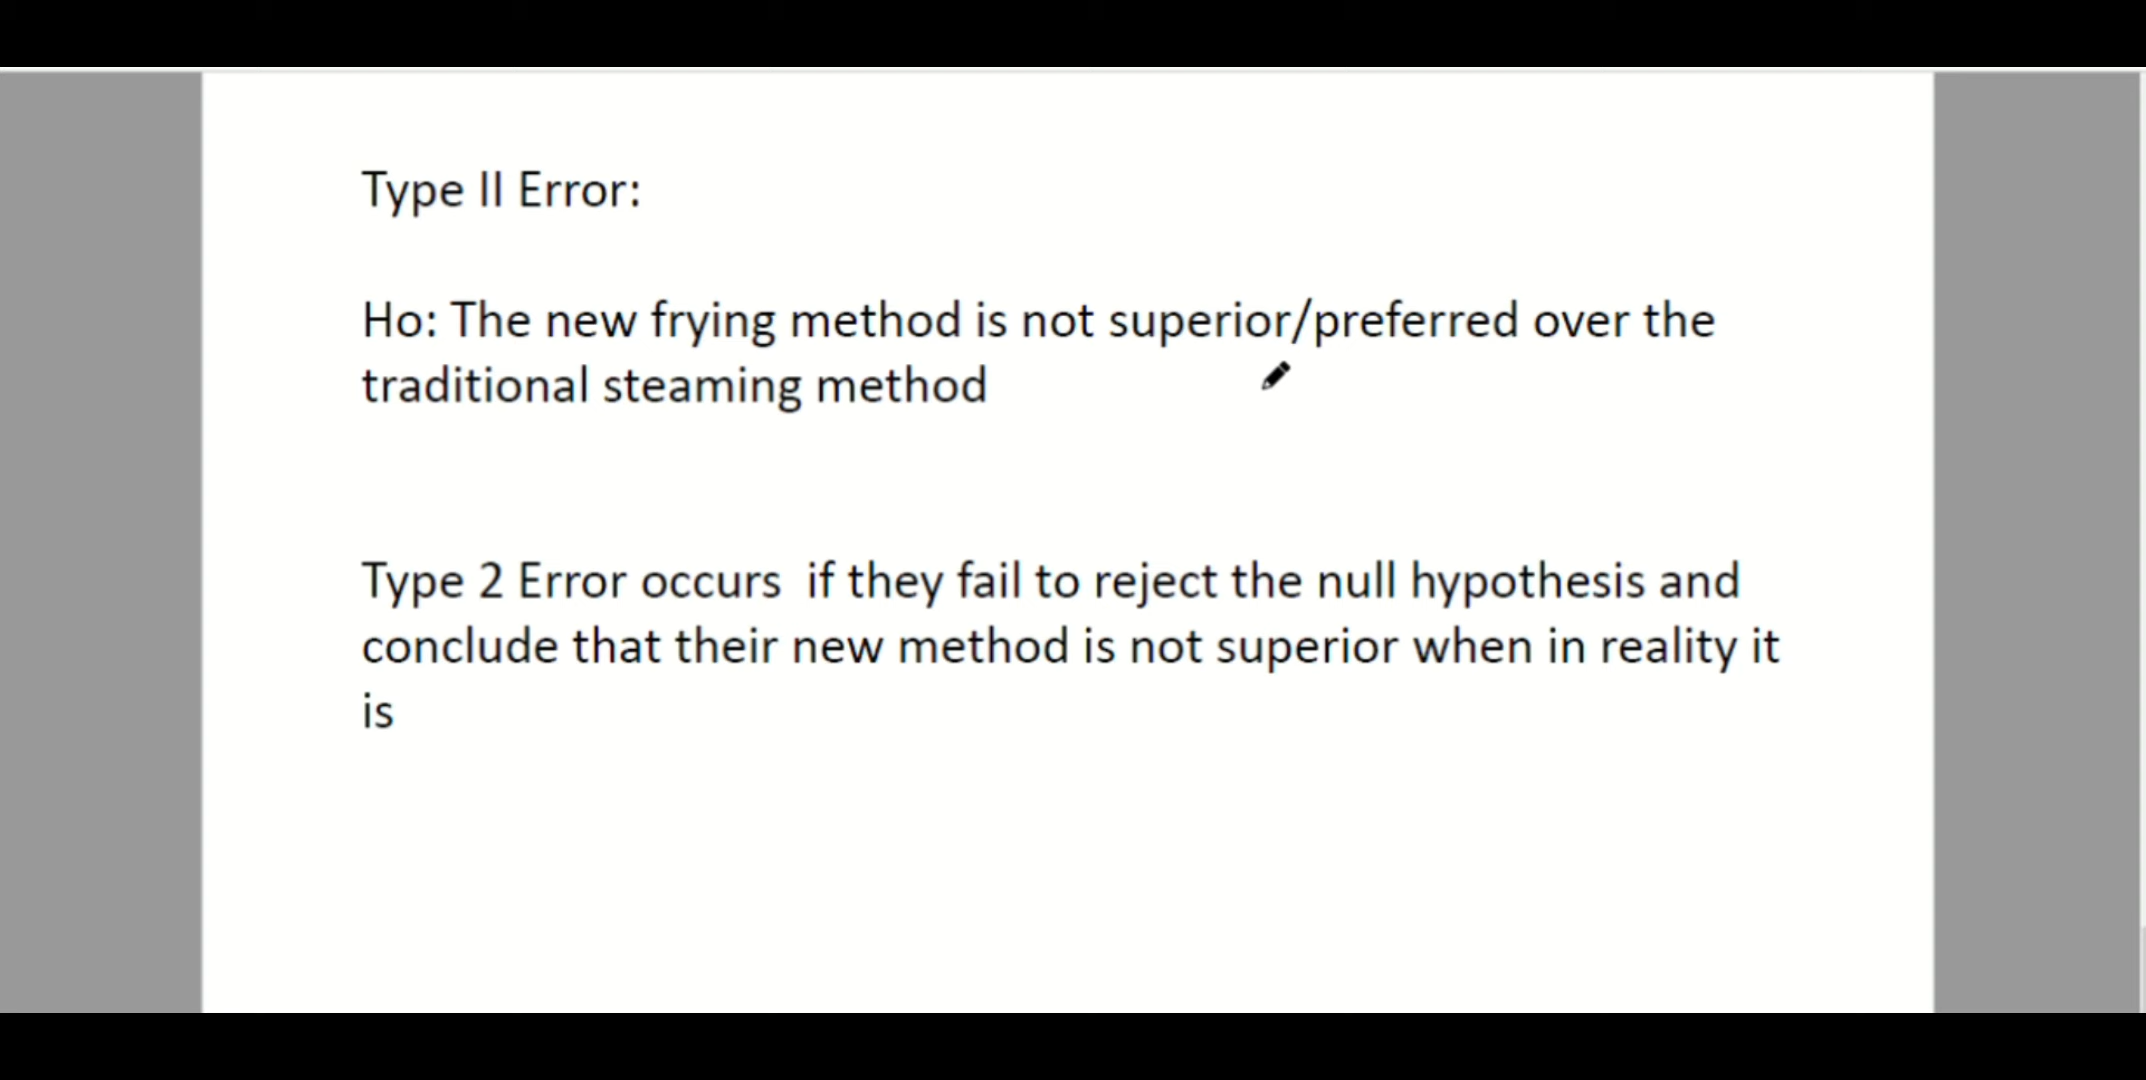 Type II Error:
Ho: The new frying method is not superior/preferred over the
traditional steaming method
Type 2 Error occurs  if they fail to reject the null hypothesis and
conclude that their new method is not superior when in reality it
is